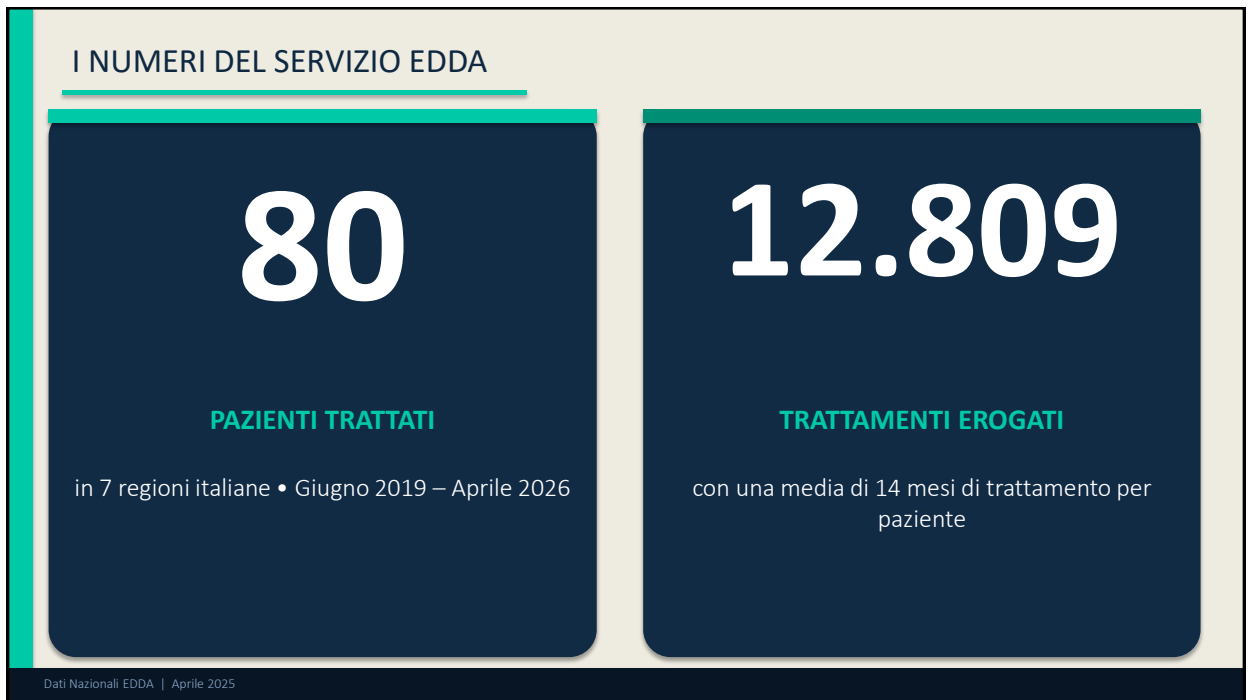 I NUMERI DEL SERVIZIO EDDA
80
PAZIENTI TRATTATI
in 7 regioni italiane • Giugno 2019 – Aprile 2026
12.809
TRATTAMENTI EROGATI
con una media di 14 mesi di trattamento per
paziente
Dati Nazionali EDDA | Aprile 2025